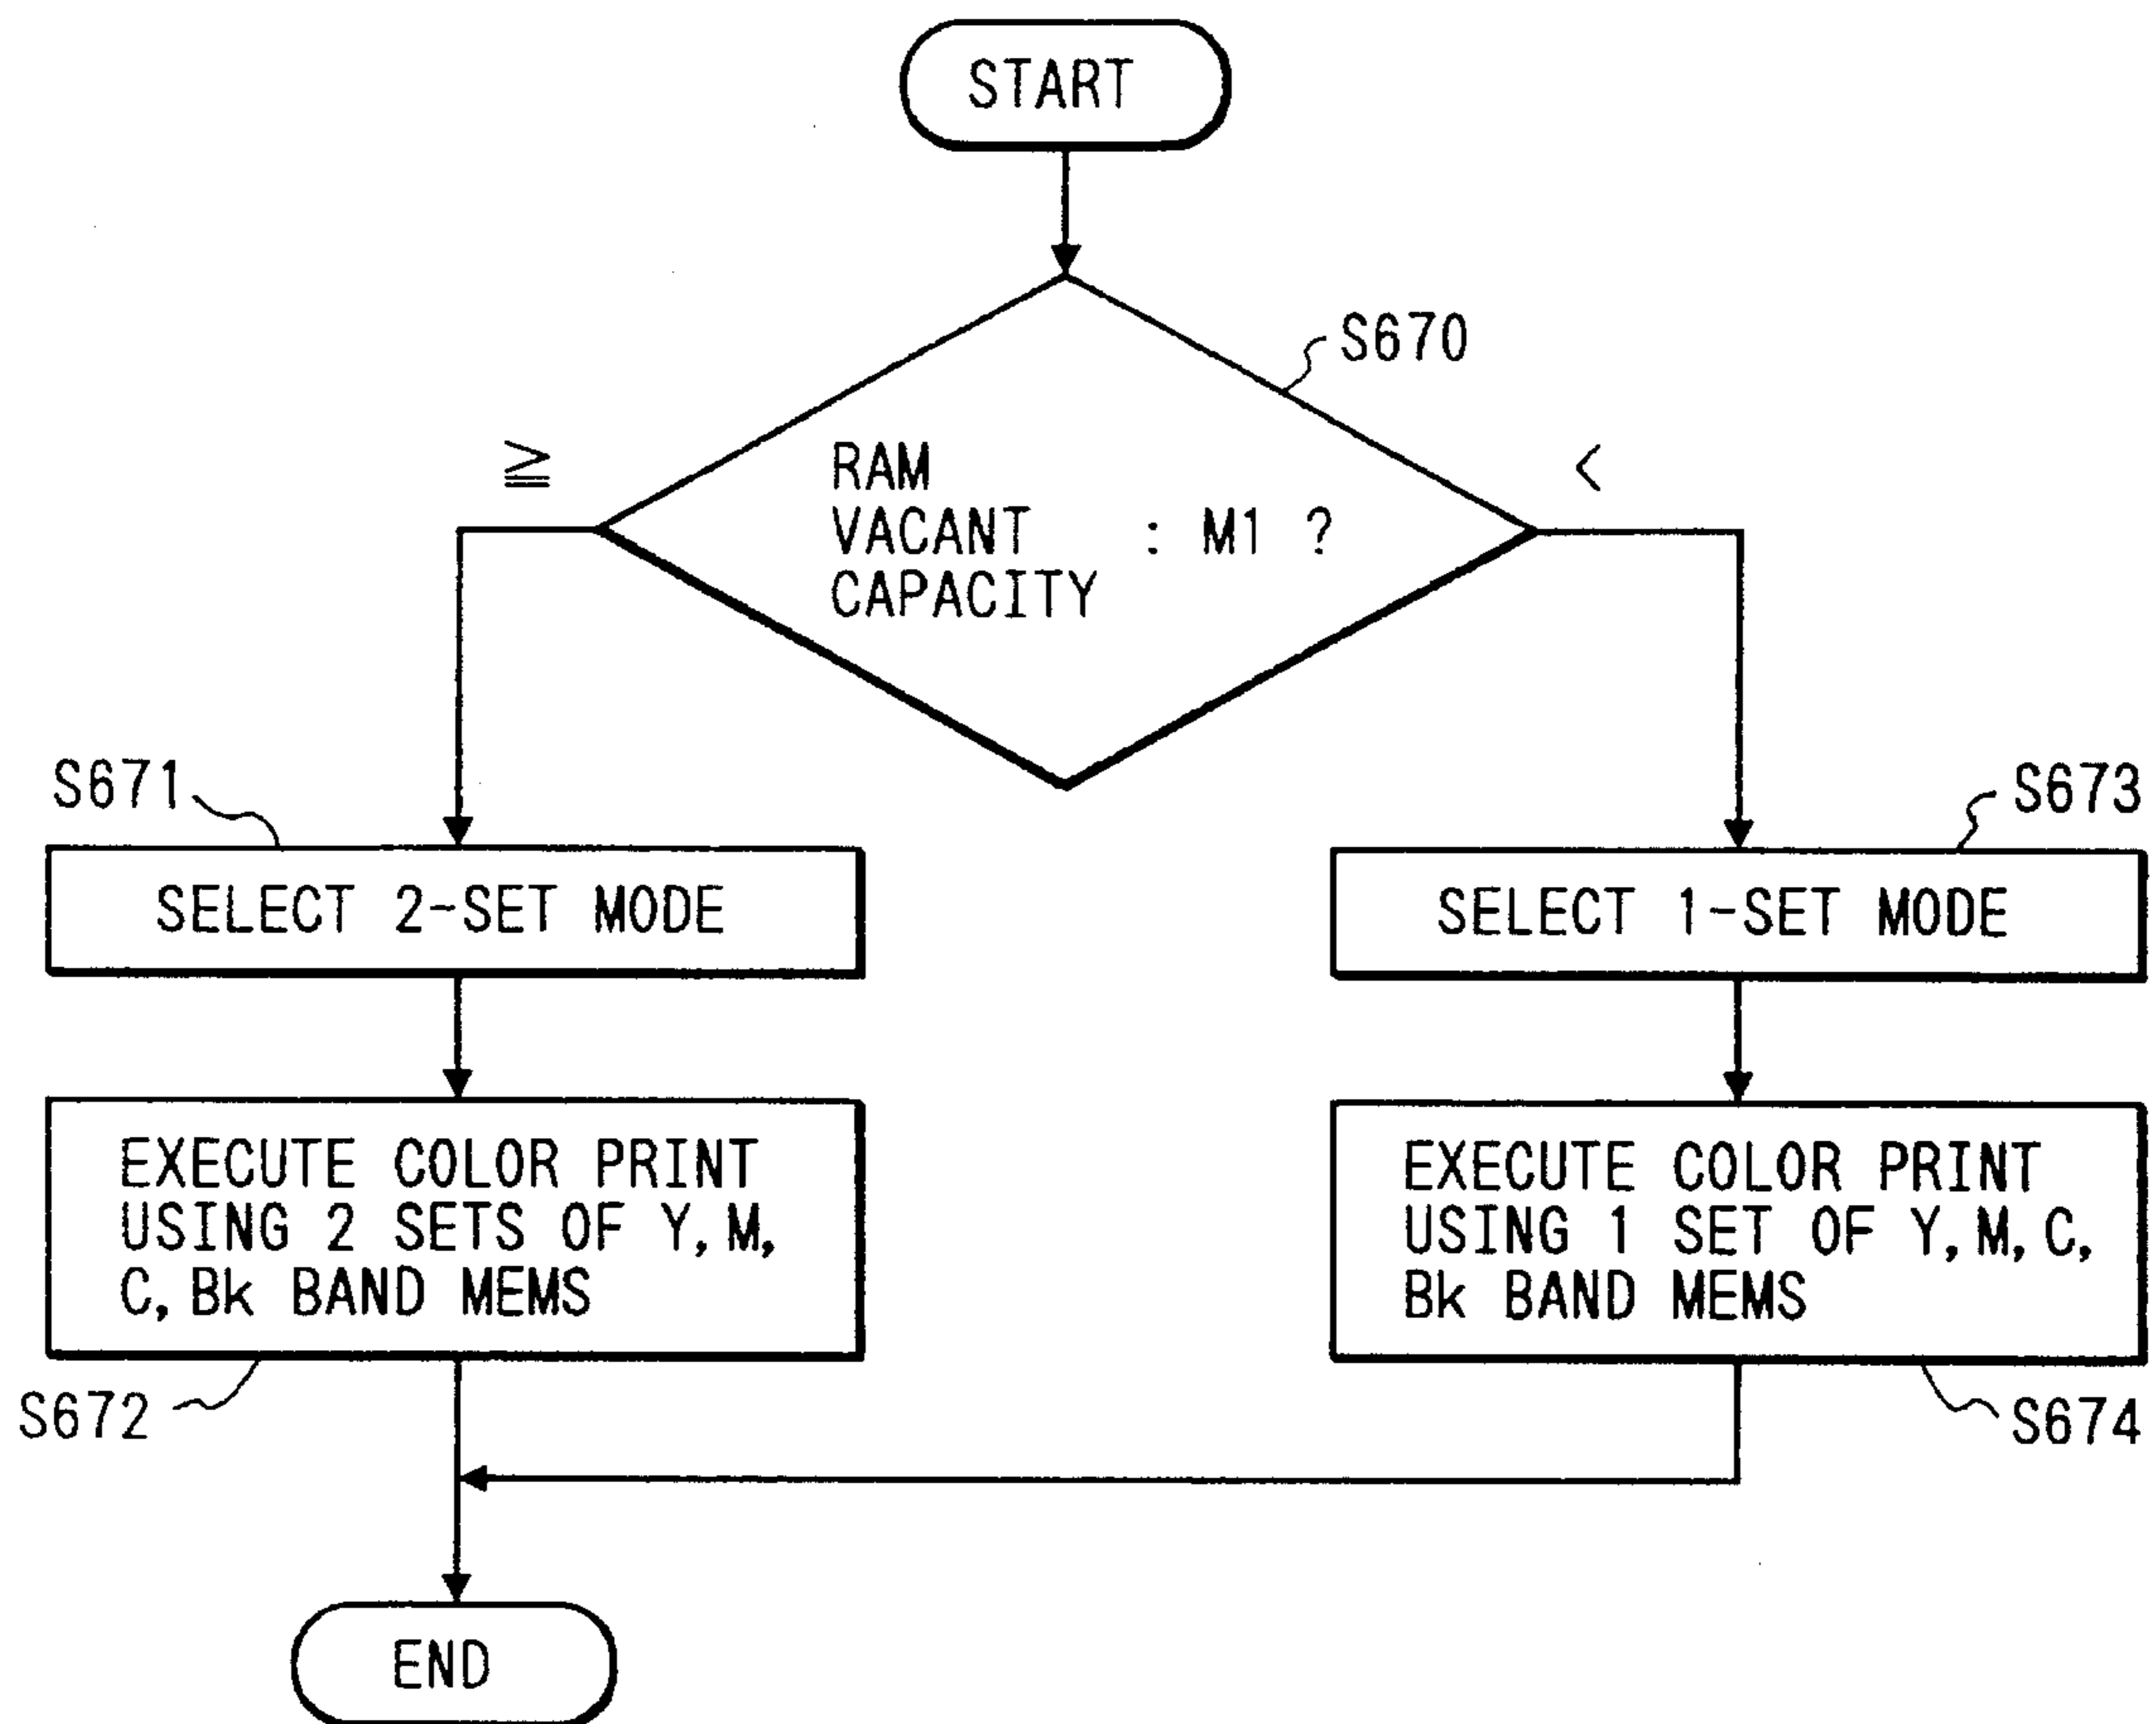 START
S670
≧
<
RAM
VACANT : M1 ?
CAPACITY
S671
S673
SELECT 2-SET MODE
SELECT 1-SET MODE
EXECUTE COLOR PRINT
USING 2 SETS OF Y, M,
C, Bk BAND MEMS
EXECUTE COLOR PRINT
USING 1 SET OF Y, M, C,
Bk BAND MEMS
S672
S674
END